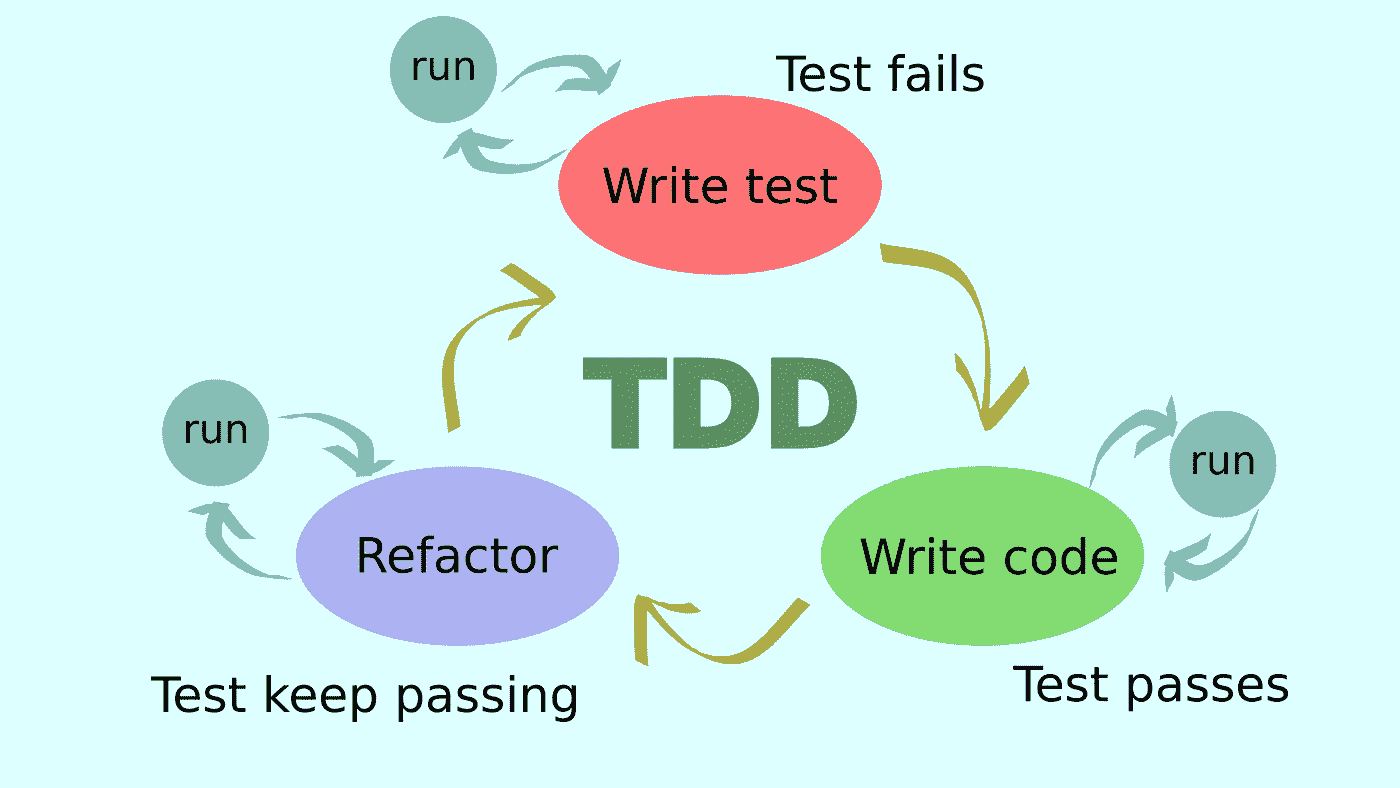 run
Test fails
Write test
TDD
run
run
Refactor
Write code
Test keep passing
Test passes